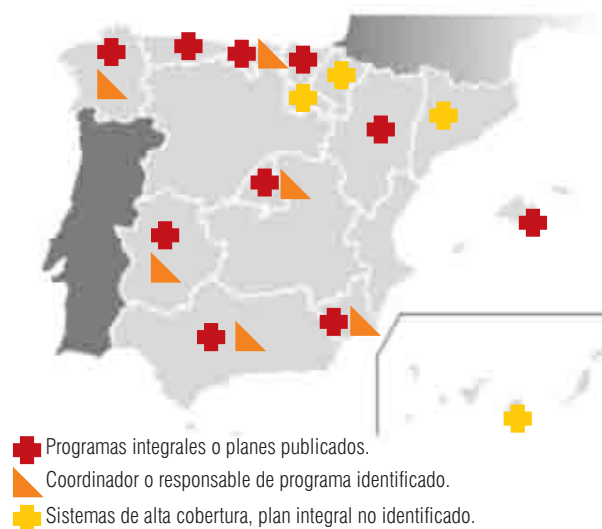 Programas integrales o planes publicados.
Coordinador o responsable de programa identificado.
Sistemas de alta cobertura, plan integral no identificado.